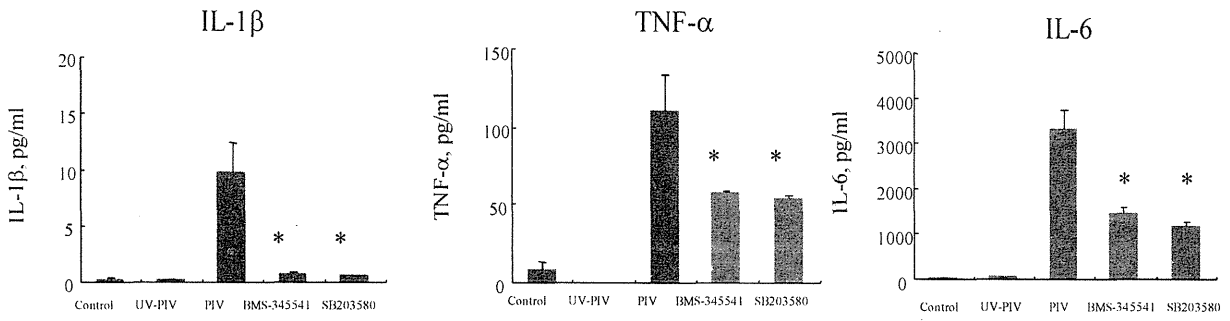 IL-1β
IL-1β, pg/ml
20
15
10
5
0
*
*
Control UV-PIV PIV BMS-345541 SB203580
TNF-α
TNF-α, pg/ml
150
100
50
0
*
*
Control UV-PIV PIV BMS-345541 SB203580
IL-6
IL-6, pg/ml
5000
4000
3000
2000
1000
0
*
*
Control UV-PIV PIV BMS-345541 SB203580